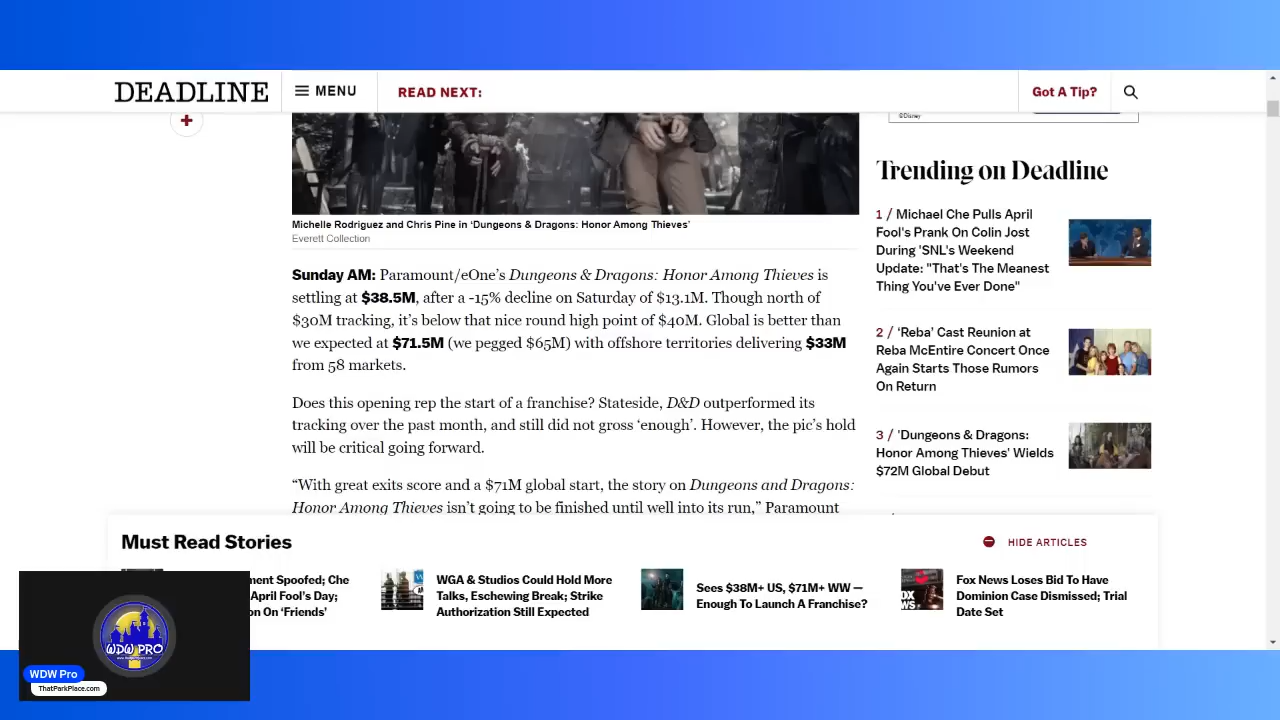 DEADLINE
MENU
READ NEXT:
Got A Tip?
©Disney
Michelle Rodriguez and Chris Pine in ‘Dungeons & Dragons: Honor Among Thieves’
Everett Collection
Sunday AM: Paramount/eOne’s Dungeons & Dragons: Honor Among Thieves is
settling at $38.5M, after a -15% decline on Saturday of $13.1M. Though north of
$30M tracking, it’s below that nice round high point of $40M. Global is better than
we expected at $71.5M (we pegged $65M) with offshore territories delivering $33M
from 58 markets.
Does this opening rep the start of a franchise? Stateside, D&D outperformed its
tracking over the past month, and still did not gross ‘enough’. However, the pic’s hold
will be critical going forward.
“With great exits score and a $71M global start, the story on Dungeons and Dragons:
Honor Among Thieves isn’t going to be finished until well into its run,” Paramount
Trending on Deadline
1 / Michael Che Pulls April
Fool's Prank On Colin Jost
During 'SNL's Weekend
Update: "That's The Meanest
Thing You've Ever Done"
2 / ‘Reba’ Cast Reunion at
Reba McEntire Concert Once
Again Starts Those Rumors
On Return
3 / 'Dungeons & Dragons:
Honor Among Thieves' Wields
$72M Global Debut
Must Read Stories
HIDE ARTICLES
ment Spoofed; Che
April Fool’s Day;
on On ‘Friends’
WGA & Studios Could Hold More
Talks, Eschewing Break; Strike
Authorization Still Expected
Sees $38M+ US, $71M+ WW —
Enough To Launch A Franchise?
Fox News Loses Bid To Have
Dominion Case Dismissed; Trial
Date Set
WDW PRO
WDW Pro
ThatParkPlace.com